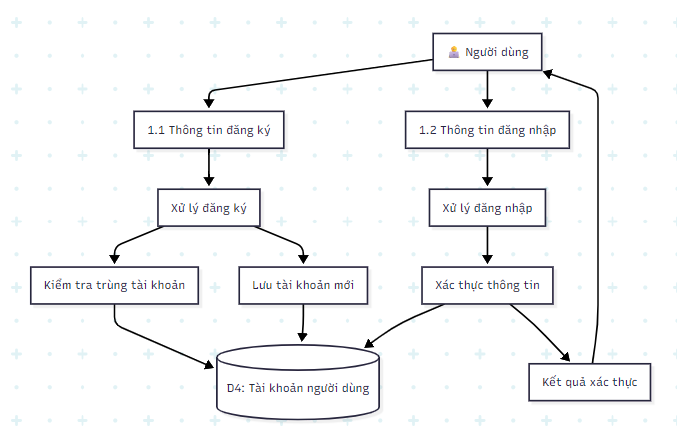 Người dùng
1.1 Thông tin đăng ký
1.2 Thông tin đăng nhập
Xử lý đăng ký
Xử lý đăng nhập
Kiểm tra trùng tài khoản
Lưu tài khoản mới
Xác thực thông tin
D4: Tài khoản người dùng
Kết quả xác thực